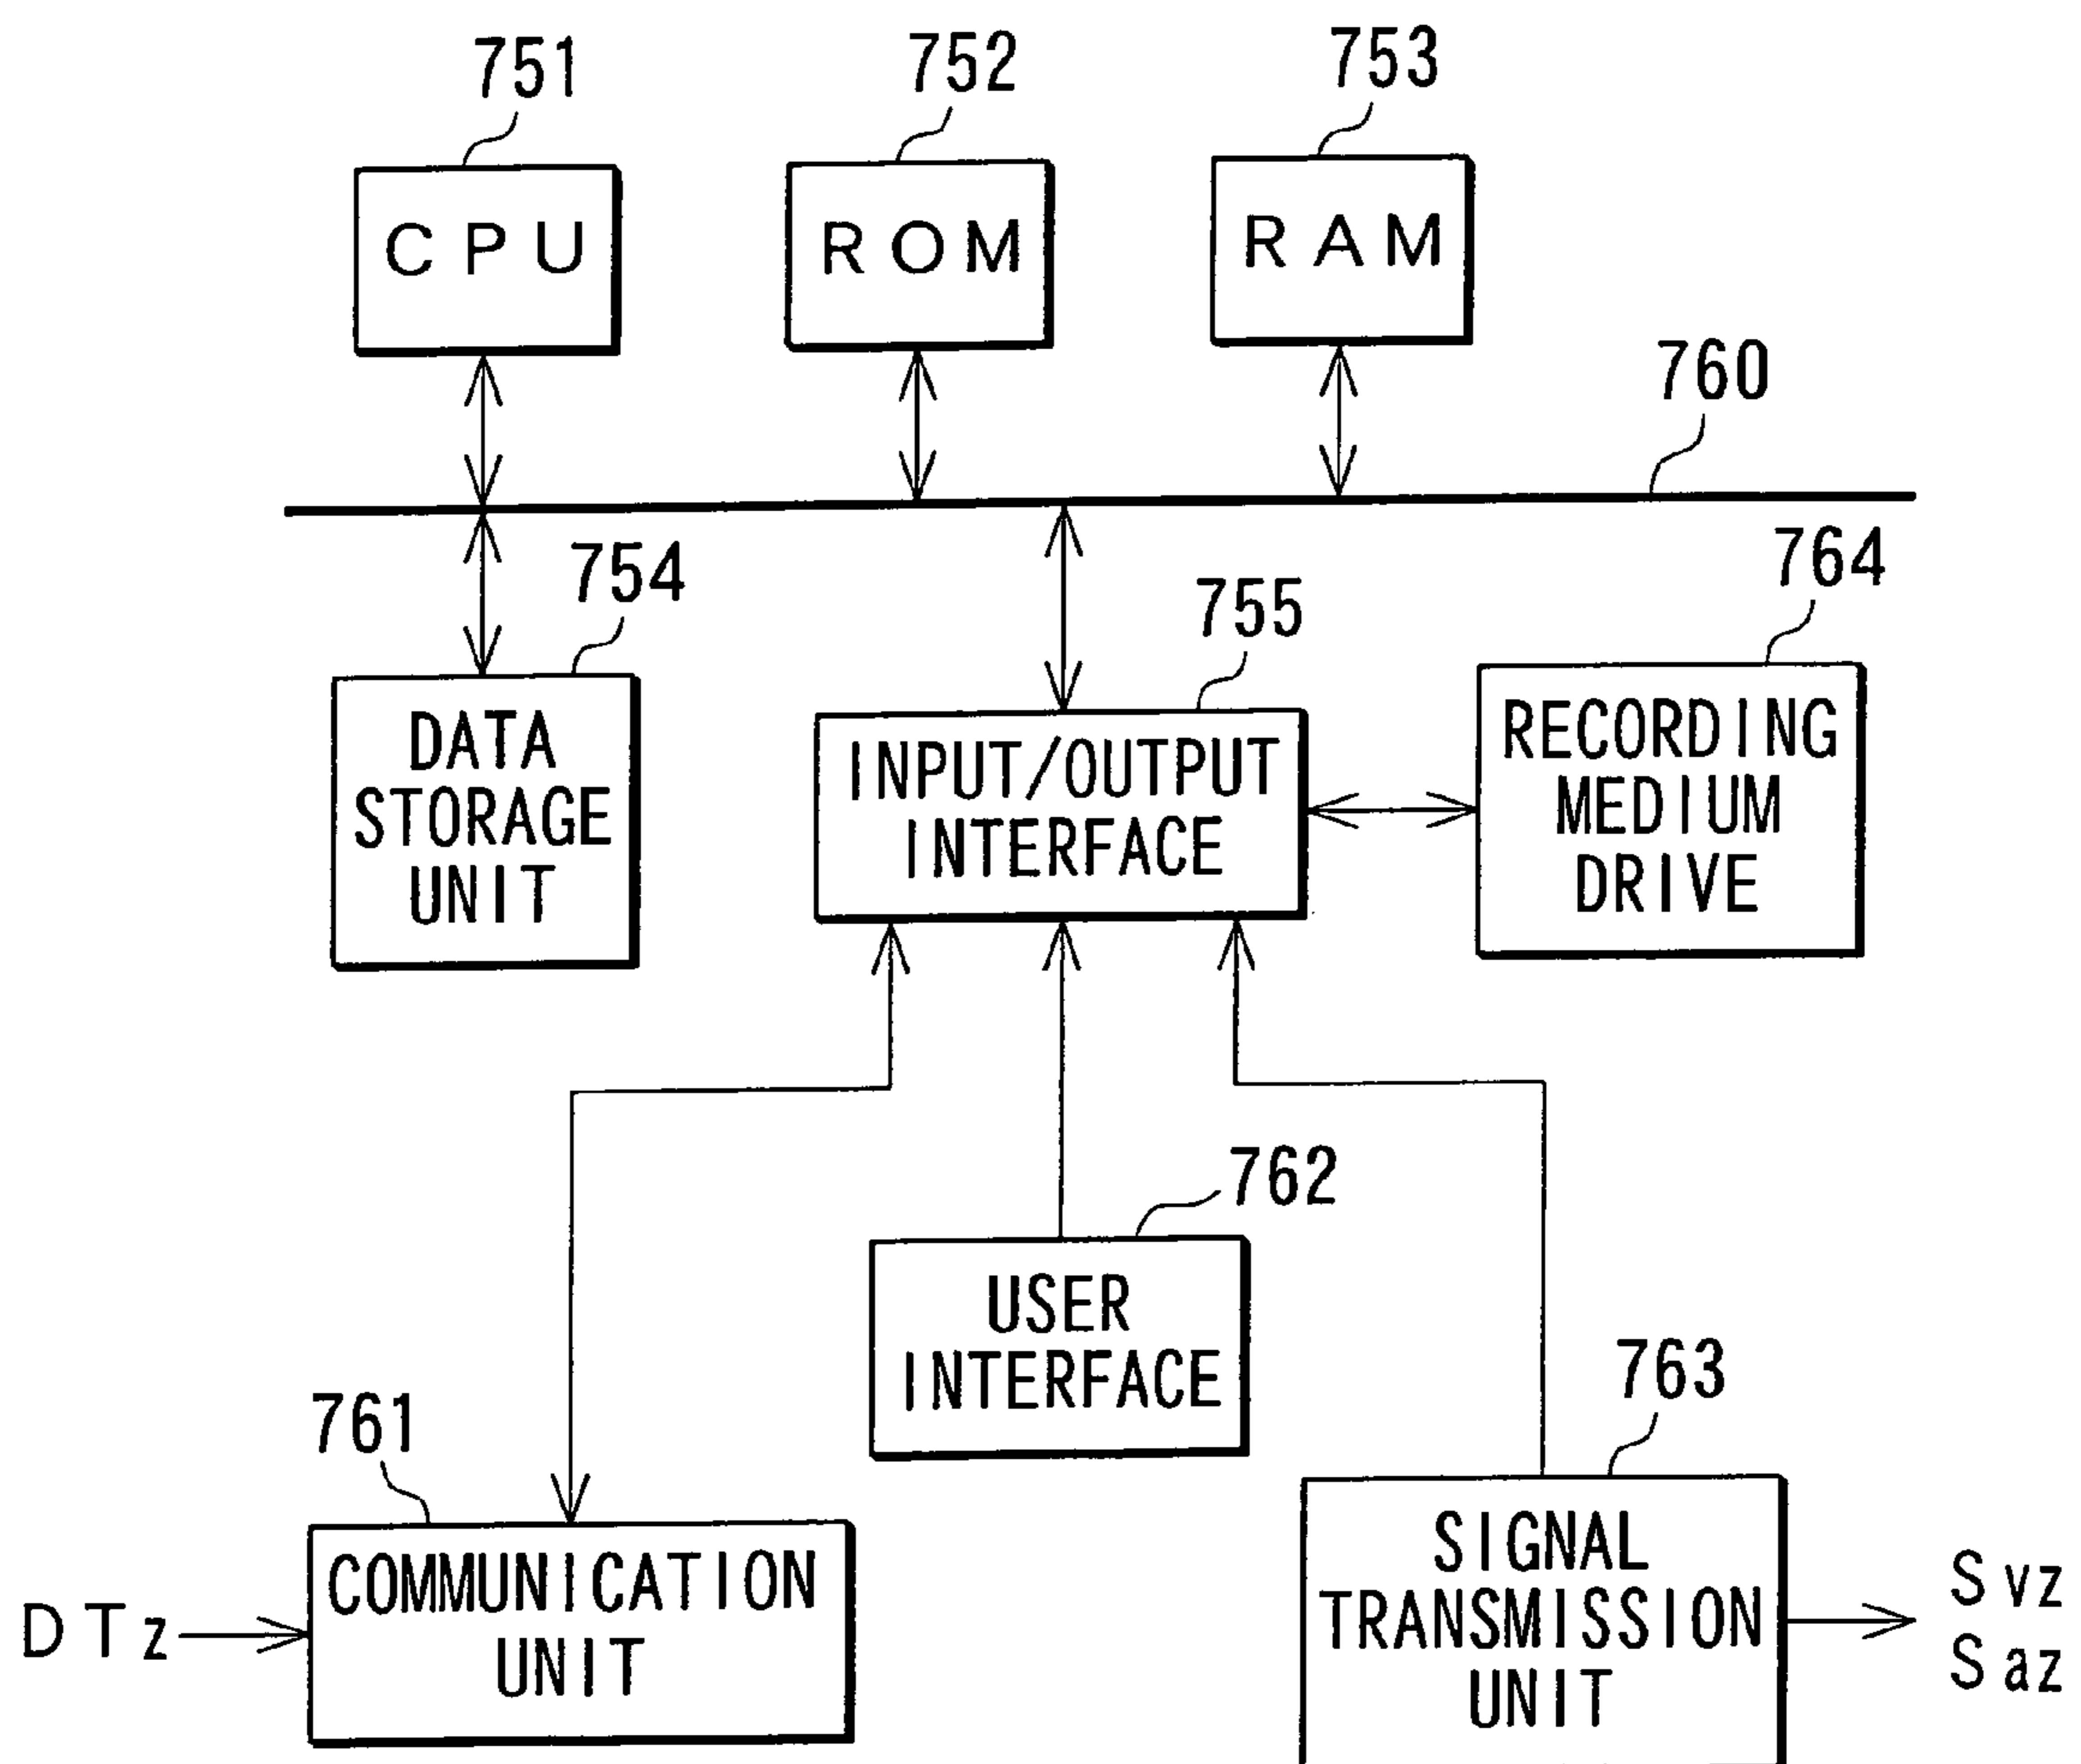 751
752
753
CPU
ROM
RAM
760
754
755
764
DATA
STORAGE
UNIT
INPUT/OUTPUT
INTERFACE
RECORDING
MEDIUM
DRIVE
762
USER
INTERFACE
761
763
COMMUNICATION
UNIT
SIGNAL
TRANSMISSION
UNIT
DTz
Svz
Saz